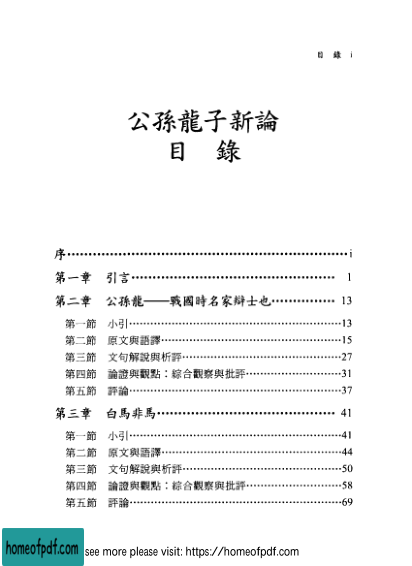 目 錄 i
公孫龍子新論
目 錄
序………………………………………………i
第一章 引言……………………………… 1
第二章 公孫龍——戰國時名家辯士也…………… 13
第一節 小引………………………………13
第二節 原文與語譯………………………………15
第三節 文句解說與析評………………………………27
第四節 論證與觀點：綜合觀察與批評………………31
第五節 評論………………………………37
第三章 白馬非馬……………………………… 41
第一節 小引………………………………41
第二節 原文與語譯………………………………44
第三節 文句解說與析評………………………………50
第四節 論證與觀點：綜合觀察與批評………………58
第五節 評論………………………………69
homeofpdf.com see more please visit: https://homeofpdf.com